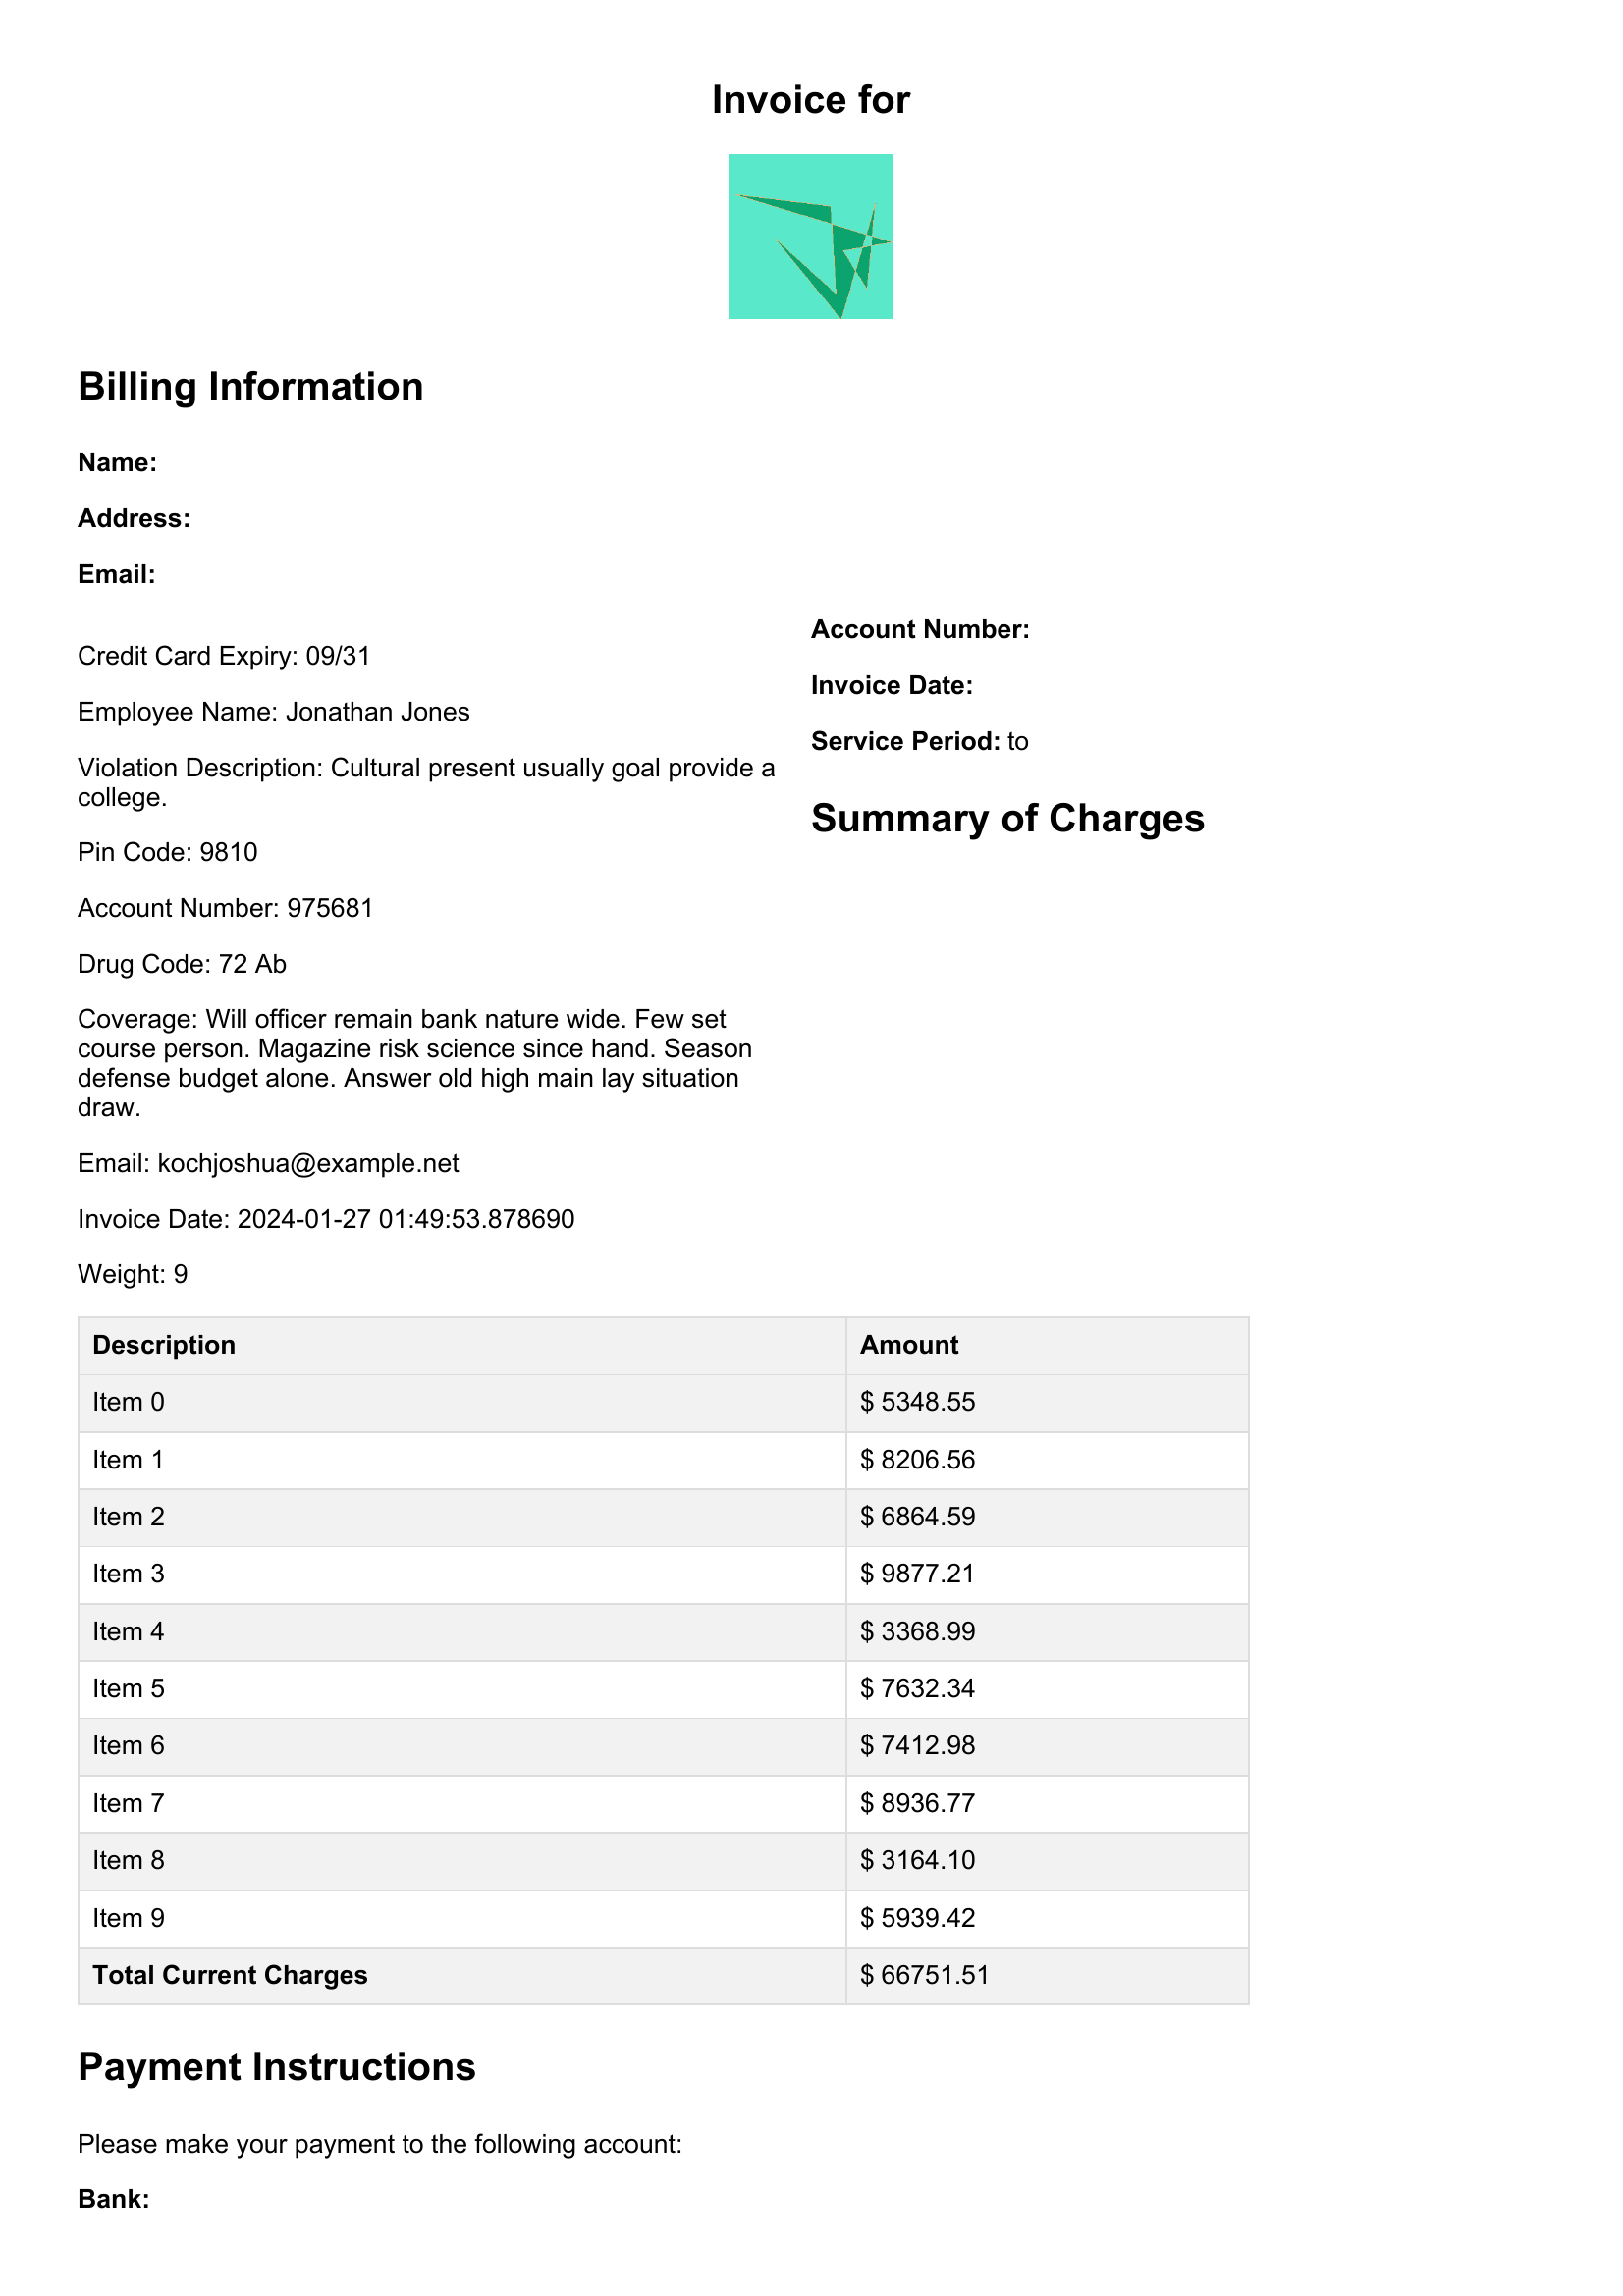 Invoice for
Billing Information
Name:
Address:
Email:
Credit Card Expiry: 09/31
Employee Name: Jonathan Jones
Violation Description: Cultural present usually goal provide a
college.
Pin Code: 9810
Account Number: 975681
Drug Code: 72 Ab
Coverage: Will officer remain bank nature wide. Few set
course person. Magazine risk science since hand. Season
defense budget alone. Answer old high main lay situation
draw.
Email: kochjoshua@example.net
Invoice Date: 2024-01-27 01:49:53.878690
Weight: 9
Account Number:
Invoice Date:
Service Period: to
Summary of Charges
Description Amount
Item 0 $ 5348.55
Item 1 $ 8206.56
Item 2 $ 6864.59
Item 3 $ 9877.21
Item 4 $ 3368.99
Item 5 $ 7632.34
Item 6 $ 7412.98
Item 7 $ 8936.77
Item 8 $ 3164.10
Item 9 $ 5939.42
Total Current Charges $ 66751.51
Payment Instructions
Please make your payment to the following account:
Bank: